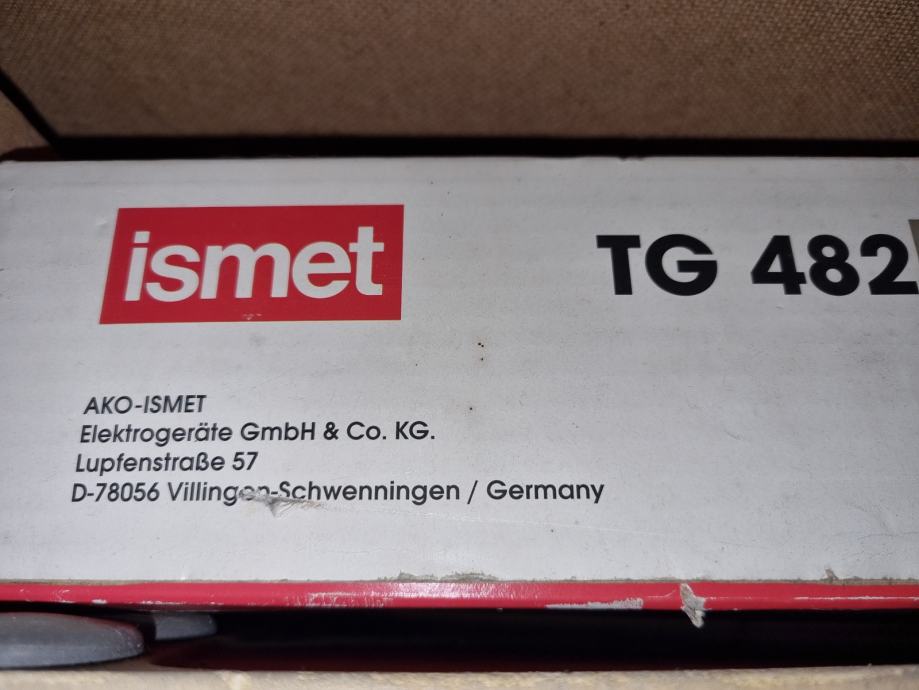 ismet
TG 482
AKO-ISMET
Elektrogeräte GmbH & Co. KG.
Lupfenstraße 57
D-78056 Villingen-Schwenningen / Germany